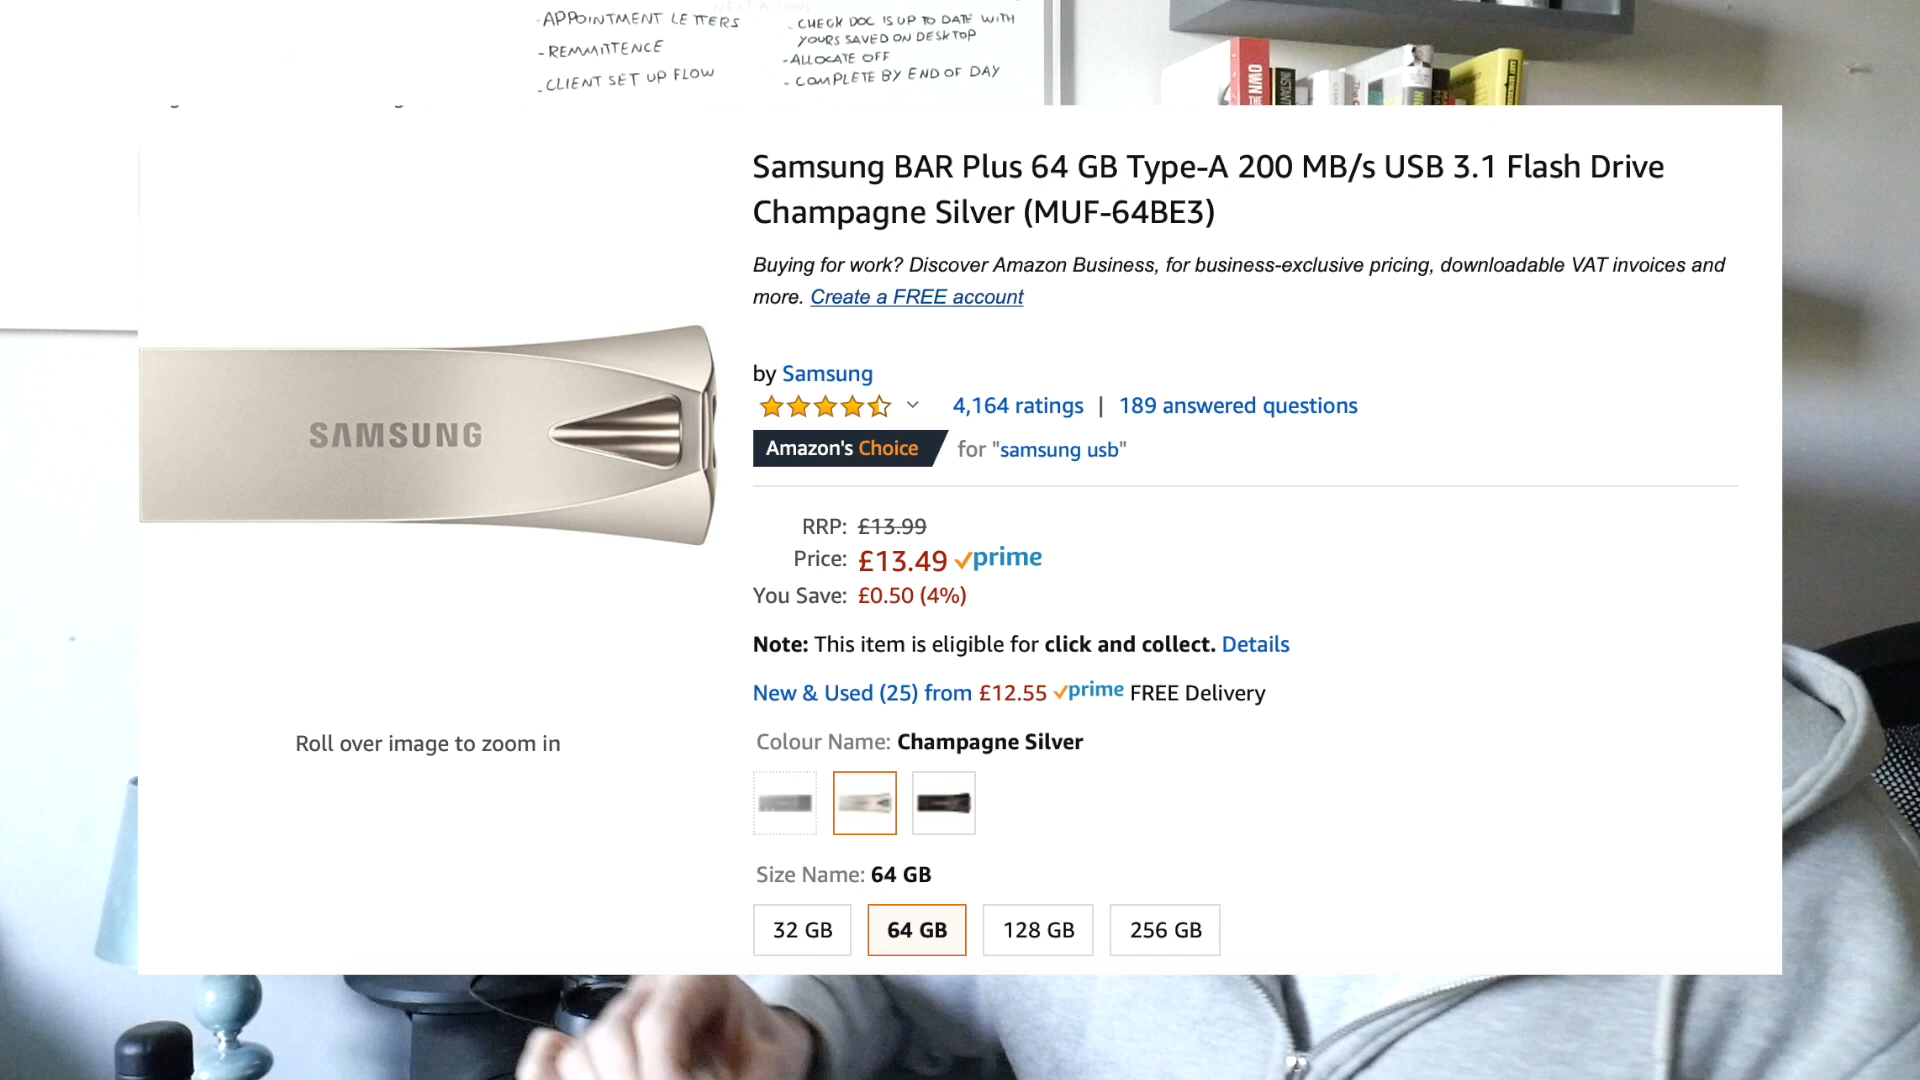 -APPOINTMENT LETTERS
-REMMITTENCE
-CLIENT SET UP FLOW
NEXT ACTIONS
- CHECK DOC IS UP TO DATE WITH
YOURS SAVED ON DESKTOP
-ALLOCATE OFF
- COMPLETE BY END OF DAY
OWN THE
INSTANT
Samsung BAR Plus 64 GB Type-A 200 MB/s USB 3.1 Flash Drive
Champagne Silver (MUF-64BE3)
Buying for work? Discover Amazon Business, for business-exclusive pricing, downloadable VAT invoices and
more. Create a FREE account
by Samsung
4,164 ratings | 189 answered questions
Amazon's Choice for "samsung usb"
SAMSUNG
RRP: £13.99
Price: £13.49 prime
You Save: £0.50 (4%)
Note: This item is eligible for click and collect. Details
New & Used (25) from £12.55 prime FREE Delivery
Roll over image to zoom in
Colour Name: Champagne Silver
Size Name: 64 GB
32 GB
64 GB
128 GB
256 GB